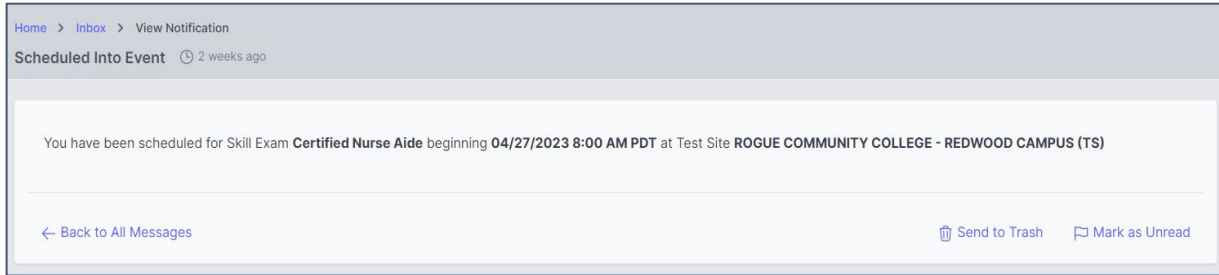 Home > Inbox > View Notification
Scheduled Into Event 2 weeks ago
You have been scheduled for Skill Exam Certified Nurse Aide beginning 04/27/2023 8:00 AM PDT at Test Site ROGUE COMMUNITY COLLEGE - REDWOOD CAMPUS (TS)
← Back to All Messages Send to Trash Mark as Unread